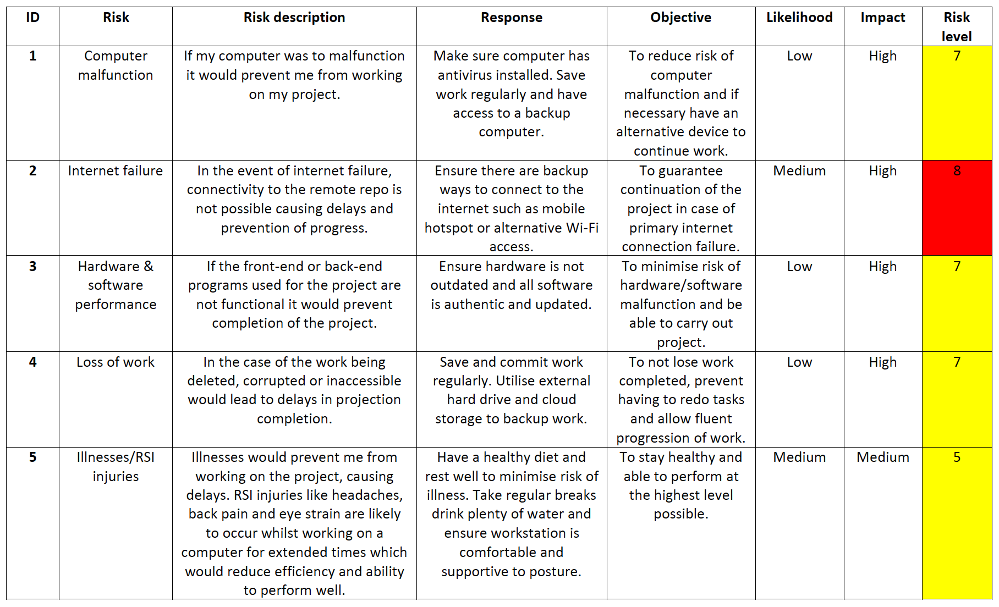 ID Risk Risk description Response Objective Likelihood Impact Risk level
1
Computer
malfunction
If my computer was to malfunction
it would prevent me from working
on my project.
Make sure computer has
antivirus installed. Save
work regularly and have
access to a backup
computer.
To reduce risk of
computer
malfunction and if
necessary have an
alternative device to
continue work.
Low
High
7
2
Internet failure
In the event of internet failure,
connectivity to the remote repo is
not possible causing delays and
prevention of progress.
Ensure there are backup
ways to connect to the
internet such as mobile
hotspot or alternative Wi-Fi
access.
To guarantee
continuation of the
project in case of
primary internet
connection failure.
Medium
High
8
3
Hardware &
software
performance
If the front-end or back-end
programs used for the project are
not functional it would prevent
completion of the project.
Ensure hardware is not
outdated and all software
is authentic and updated.
To minimise risk of
hardware/software
malfunction and be
able to carry out
project.
Low
High
7
4
Loss of work
In the case of the work being
deleted, corrupted or inaccessible
would lead to delays in projection
completion.
Save and commit work
regularly. Utilise external
hard drive and cloud
storage to backup work.
To not lose work
completed, prevent
having to redo tasks
and allow fluent
progression of work.
Low
High
7
5
Illnesses/RSI
injuries
Illnesses would prevent me from
working on the project, causing
delays. RSI injuries like headaches,
back pain and eye strain are likely
to occur whilst working on a
computer for extended times which
would reduce efficiency and ability
to perform well.
Have a healthy diet and
rest well to minimise risk of
illness. Take regular breaks
drink plenty of water and
ensure workstation is
comfortable and
supportive to posture.
To stay healthy and
able to perform at
the highest level
possible.
Medium
Medium
5